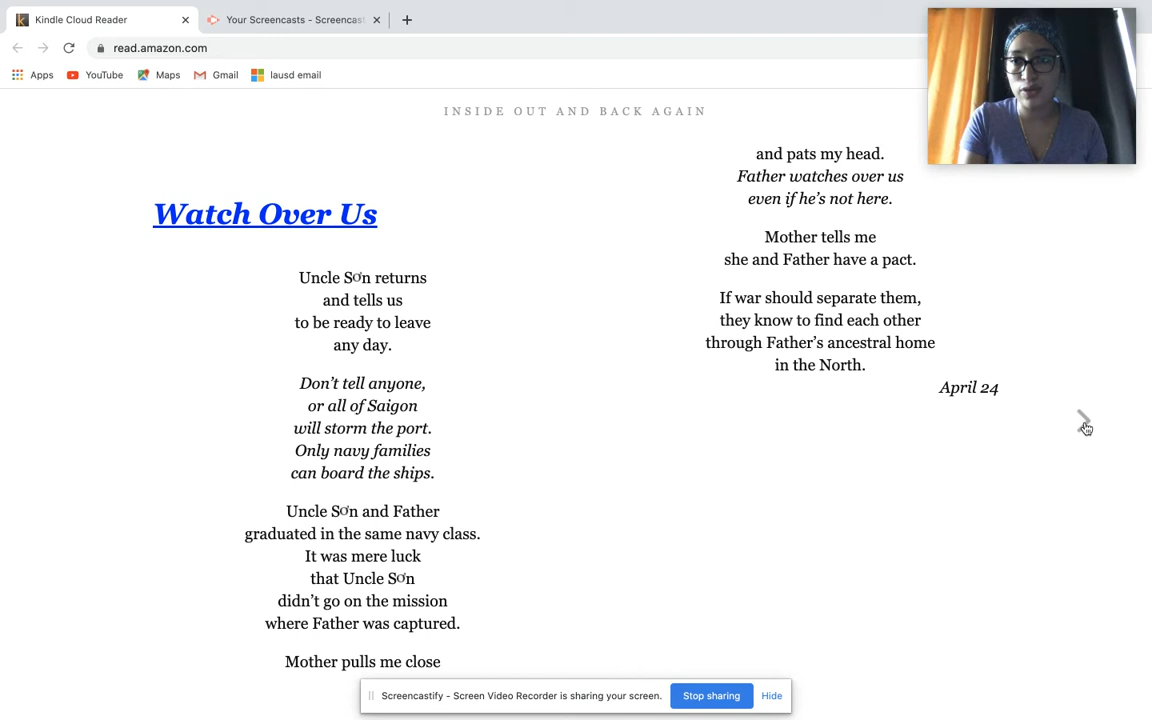 Kindle Cloud Reader
Your Screencasts - Screencast
read.amazon.com
Apps
YouTube
Maps
Gmail
lausd email
INSIDE OUT AND BACK AGAIN
Watch Over Us
Uncle Sơn returns
and tells us
to be ready to leave
any day.
Don't tell anyone,
or all of Saigon
will storm the port.
Only navy families
can board the ships.
Uncle Sơn and Father
graduated in the same navy class.
It was mere luck
that Uncle Sơn
didn't go on the mission
where Father was captured.
Mother pulls me close
and pats my head.
Father watches over us
even if he's not here.
Mother tells me
she and Father have a pact.
If war should separate them,
they know to find each other
through Father's ancestral home
in the North.
April 24
Screencastify - Screen Video Recorder is sharing your screen.
Stop sharing
Hide